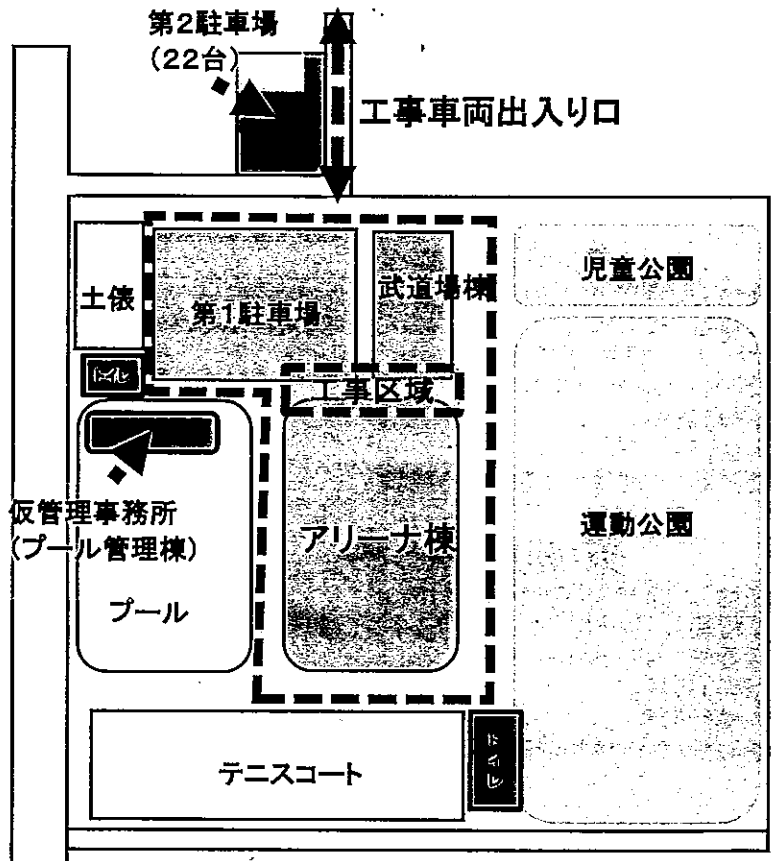 第2駐車場
(22台)
工事車両出入り口
土俵
第1駐車場
武道場棟
児童公園
トイレ
工事区域
仮管理事務所
(プール管理棟)
アリーナ棟
運動公園
プール
テニスコート
トイレ